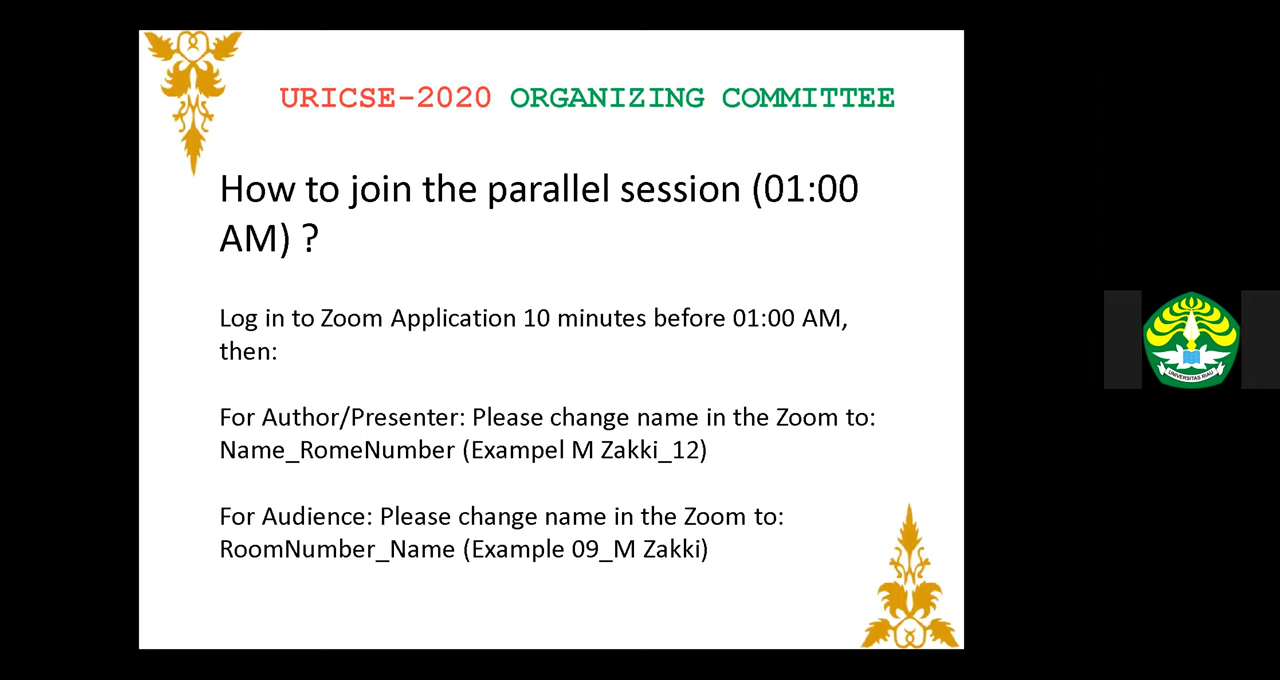 URICSE-2020 ORGANIZING COMMITTEE
How to join the parallel session (01:00
AM) ?
Log in to Zoom Application 10 minutes before 01:00 AM,
then:
For Author/Presenter: Please change name in the Zoom to:
Name_RomeNumber (Exampel M Zakki_12)
For Audience: Please change name in the Zoom to:
RoomNumber_Name (Example 09_M Zakki)
UNIVERSITAS RIAU